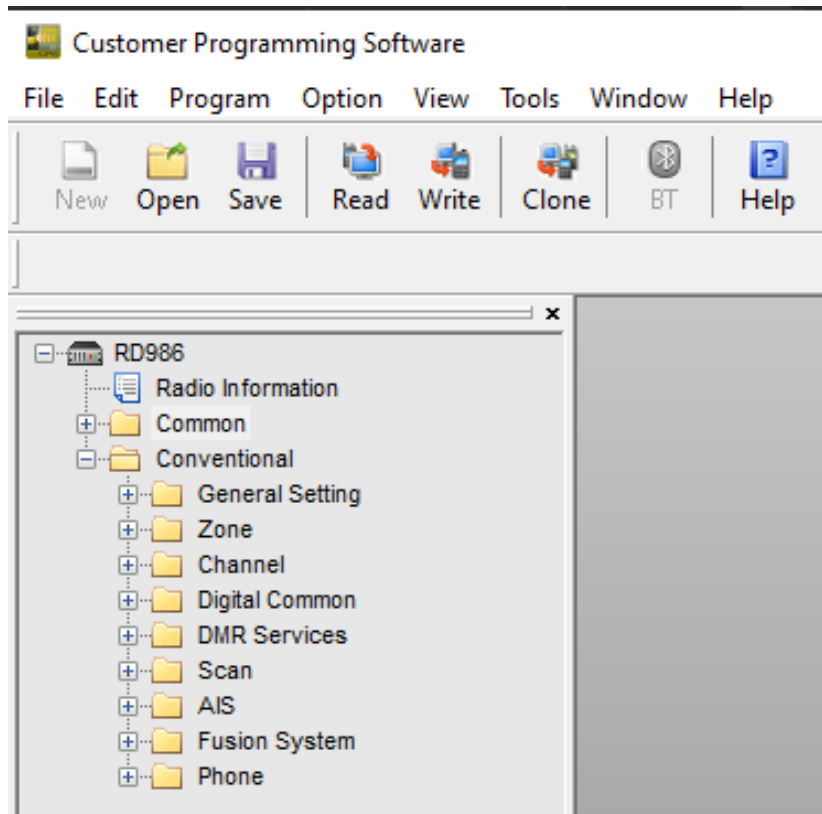 Customer Programming Software
File Edit Program Option View Tools Window Help
New Open Save Read Write Clone BT Help
RD986
Radio Information
Common
Conventional
General Setting
Zone
Channel
Digital Common
DMR Services
Scan
AIS
Fusion System
Phone